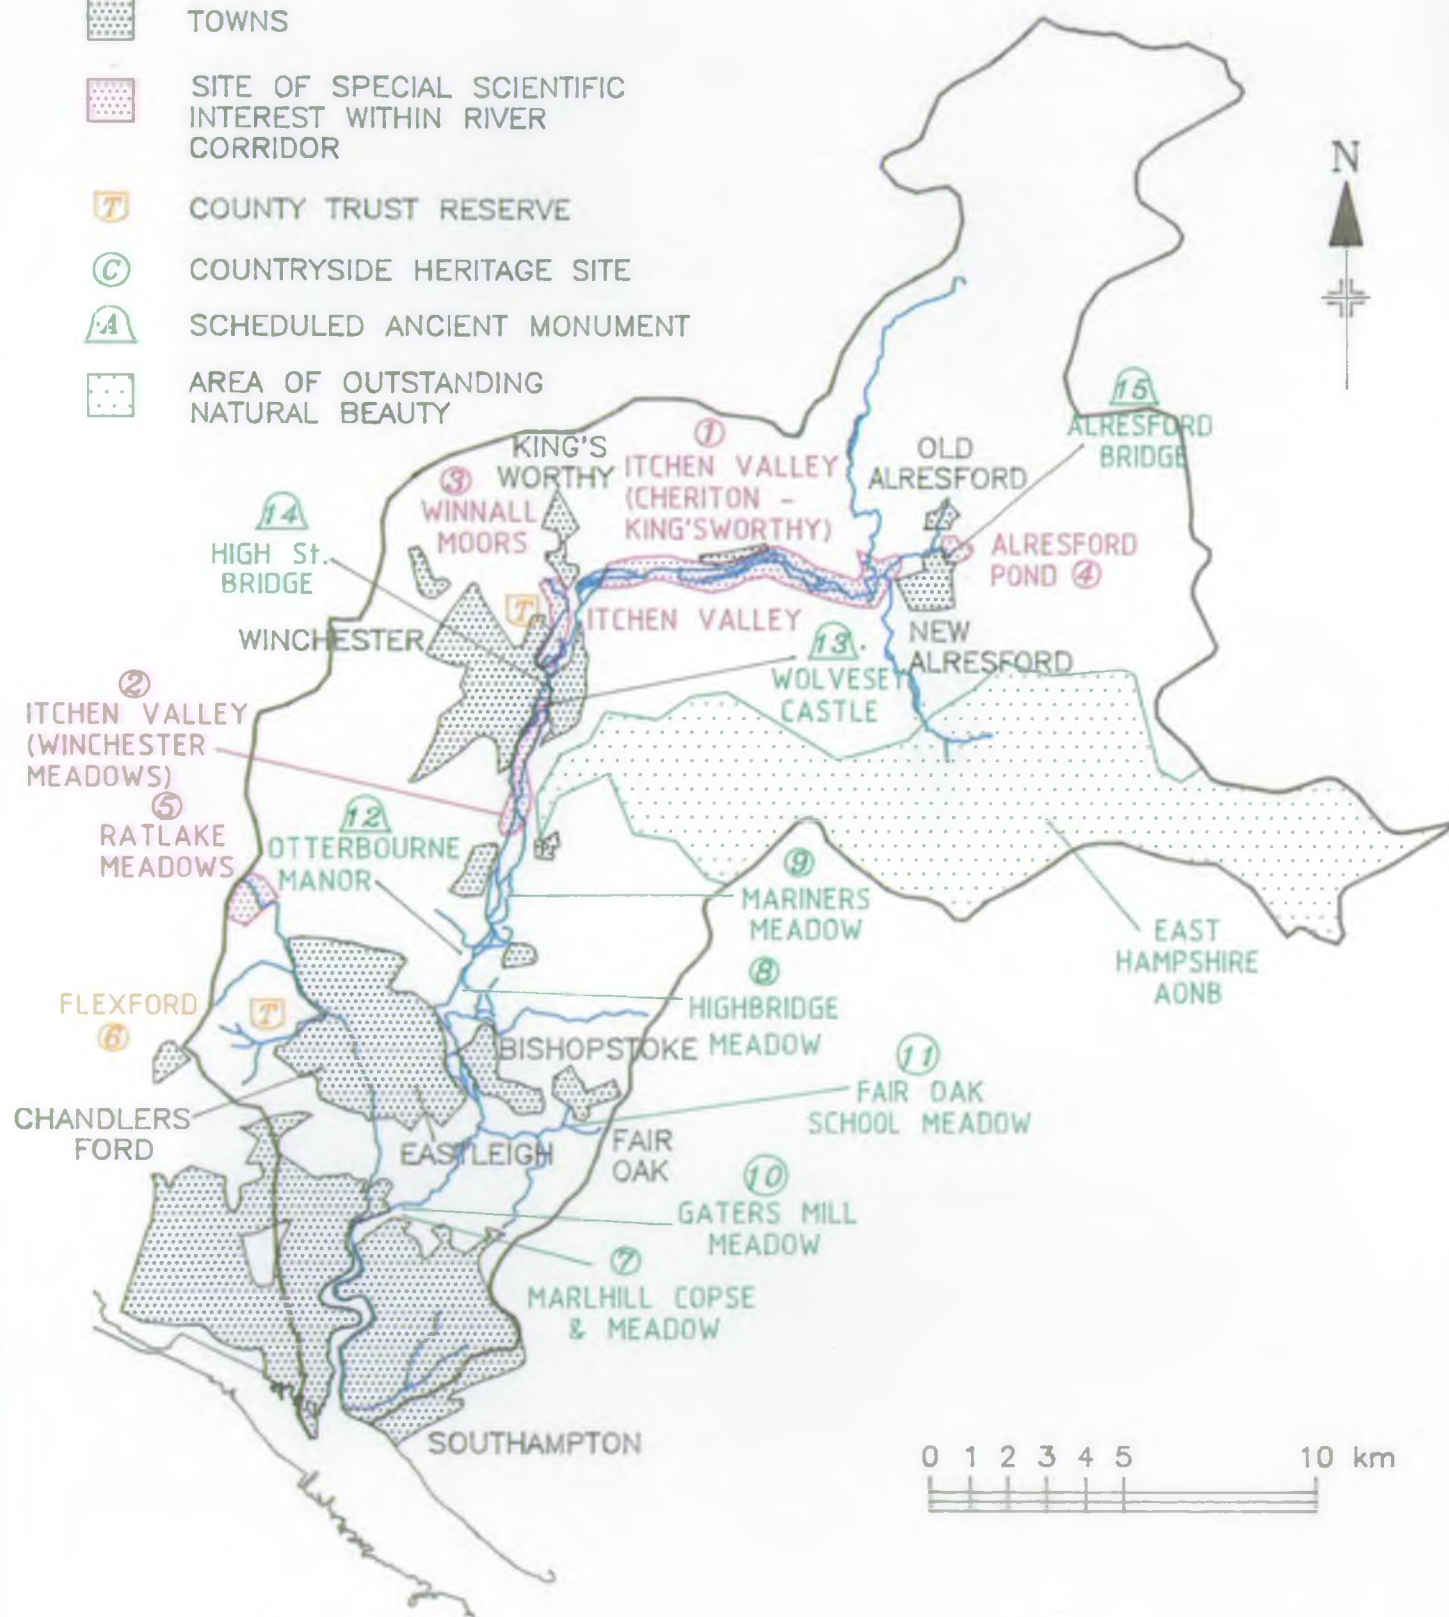 TOWNS
SITE OF SPECIAL SCIENTIFIC
INTEREST WITHIN RIVER
CORRIDOR
T
COUNTY TRUST RESERVE
C
COUNTRYSIDE HERITAGE SITE
A
SCHEDULED ANCIENT MONUMENT
AREA OF OUTSTANDING
NATURAL BEAUTY
N
15
ALRESFORD
BRIDGE
OLD
ALRESFORD
1
ITCHEN VALLEY
(CHERITON -
KING'SWORTHY)
KING'S
WORTHY
3
WINNALL
MOORS
14
HIGH St.
BRIDGE
ALRESFORD
POND 4
T
ITCHEN VALLEY
WINCHESTER
NEW
ALRESFORD
13
WOLVESEY
CASTLE
2
ITCHEN VALLEY
(WINCHESTER
MEADOWS)
5
RATLAKE
MEADOWS
12
OTTERBOURNE
MANOR
9
MARINERS
MEADOW
EAST
HAMPSHIRE
AONB
8
HIGHBRIDGE
MEADOW
FLEXFORD
6
T
BISHOPSTOKE
11
FAIR OAK
SCHOOL MEADOW
CHANDLERS
FORD
EASTLEIGH
FAIR
OAK
10
GATERS MILL
MEADOW
7
MARLHILL COPSE
& MEADOW
SOUTHAMPTON
0 1 2 3 4 5 10 km